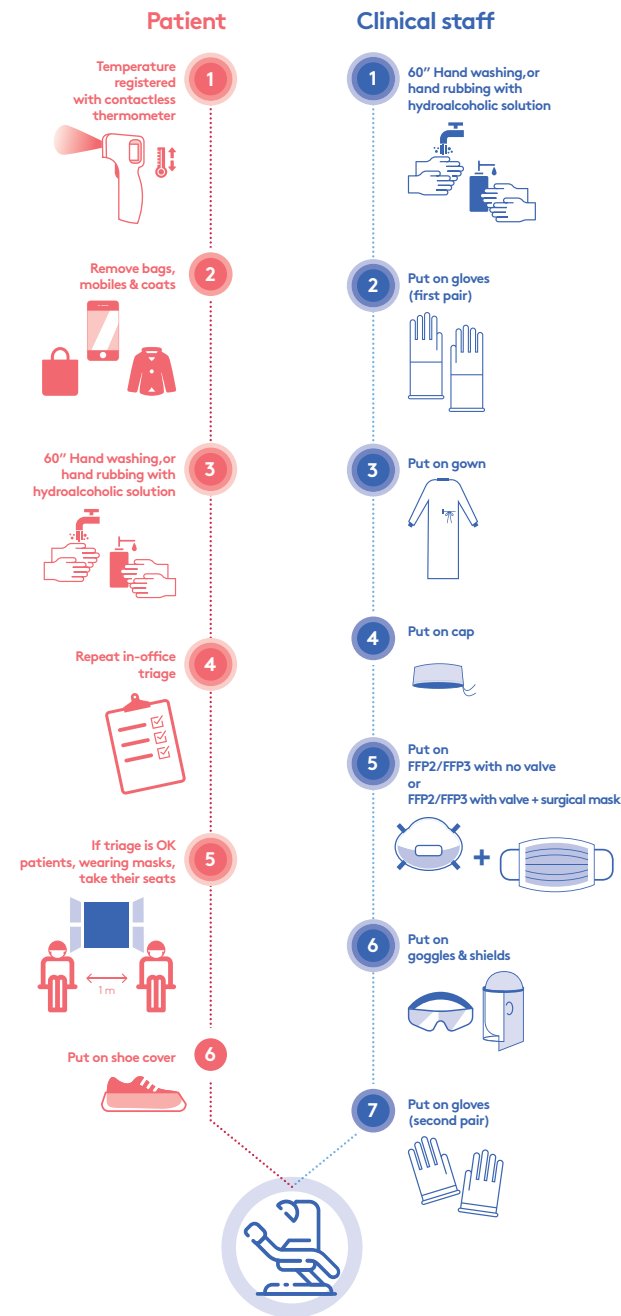 Patient
Temperature
registered
with contactless
thermometer
1
Remove bags,
mobiles & coats
2
60” Hand washing,or
hand rubbing with
hydroalcoholic solution
3
Repeat in-office
triage
4
If triage is OK
patients, wearing masks,
take their seats
5
1 m
Put on shoe cover
6
Clinical staff
1
60” Hand washing,or
hand rubbing with
hydroalcoholic solution
2
Put on gloves
(first pair)
3
Put on gown
4
Put on cap
5
Put on
FFP2/FFP3 with no valve
or
FFP2/FFP3 with valve + surgical mask
+
6
Put on
goggles & shields
7
Put on gloves
(second pair)